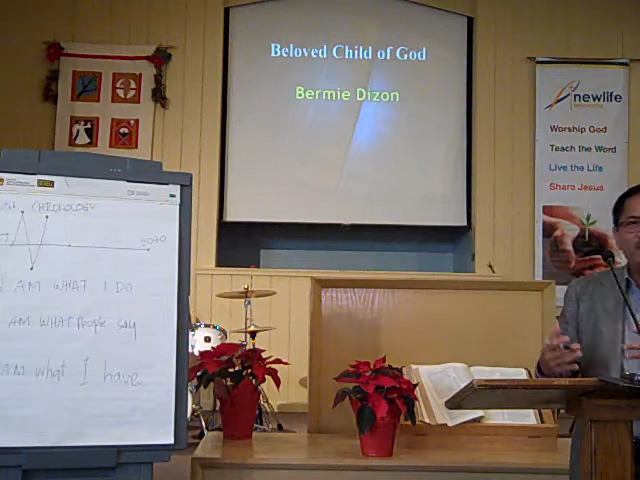 Beloved Child of God
Bernie Dizon
newlife
Worship God
Teach the Word
Live the Life
Share Jesus
CHRONOLOGY
2040
I AM WHAT I DO
AM WHAT People say
AM what I have